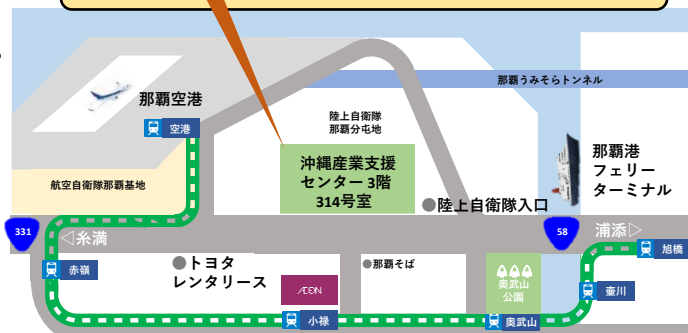 那覇うみそらトンネル
那覇空港
空港
陸上自衛隊
那覇分屯地
沖縄産業支援
センター 3階
314号室
那覇港
フェリー
ターミナル
航空自衛隊那覇基地
●陸上自衛隊入口
331
◁糸満
58
浦添▷
旭橋
赤嶺
●トヨタ
レンタリース
●那覇そば
奥武山
公園
ÆON
壷川
小禄
奥武山